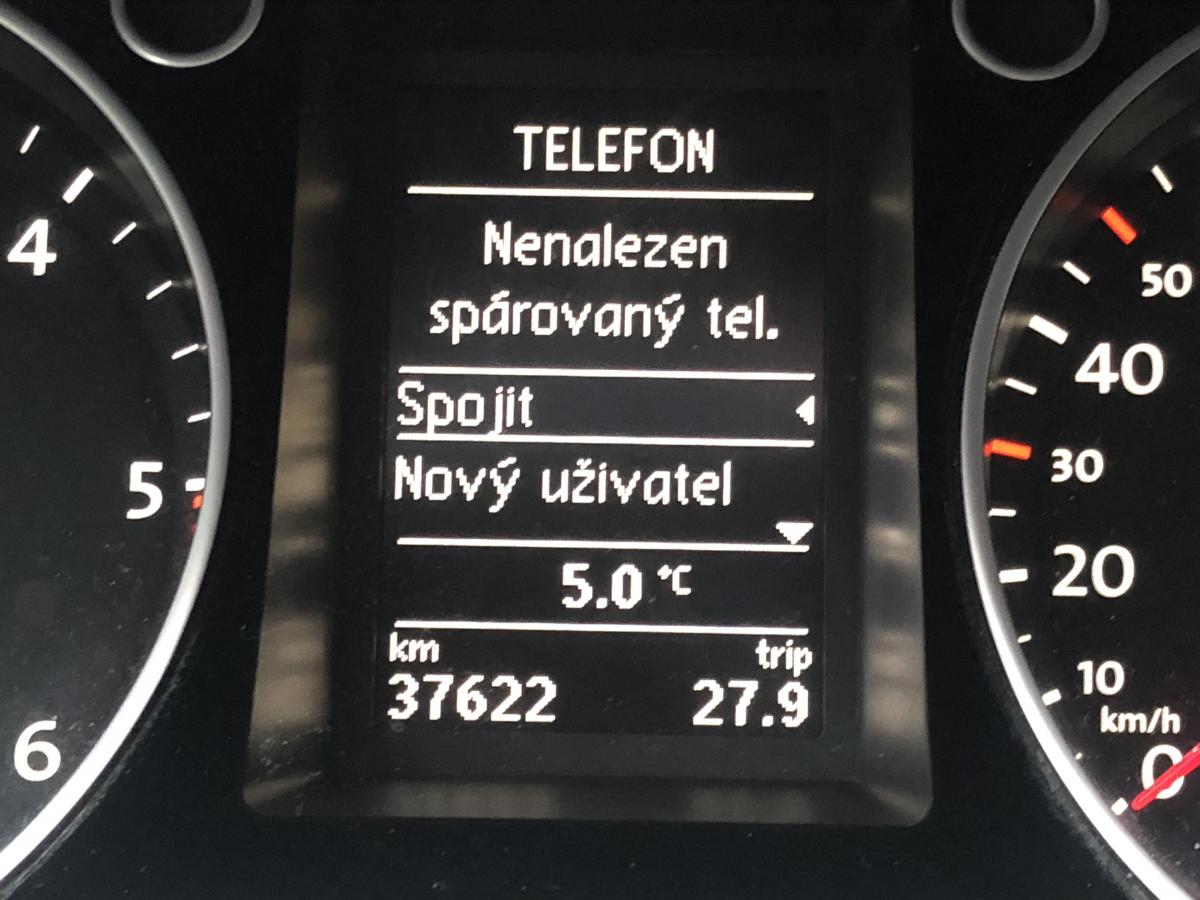 TELEFON
Nenalezen
spárovaný tel.
Spojit
Nový uživatel
5.0 °C
km trip
37622 27.9
4
5
6
50
40
30
20
10
km/h
0